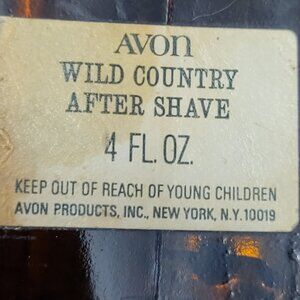 AVON
WILD COUNTRY
AFTER SHAVE
4 FL. OZ.
KEEP OUT OF REACH OF YOUNG CHILDREN
AVON PRODUCTS, INC., NEW YORK, N.Y. 10019